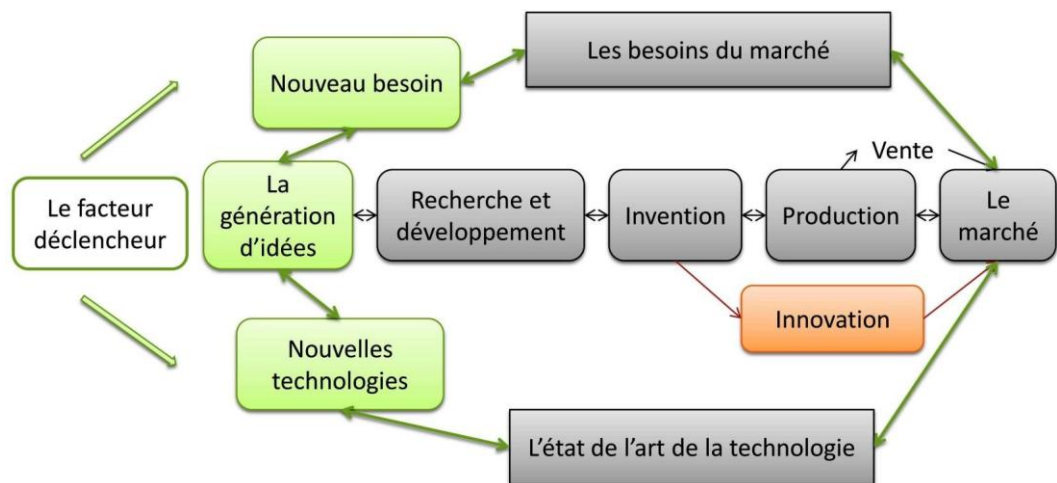 Les besoins du marché
Nouveau besoin
Vente
Le facteur
déclencheur
La
génération
d'idées
Recherche et
développement
Invention
Production
Le
marché
Innovation
Nouvelles
technologies
L'état de l'art de la technologie